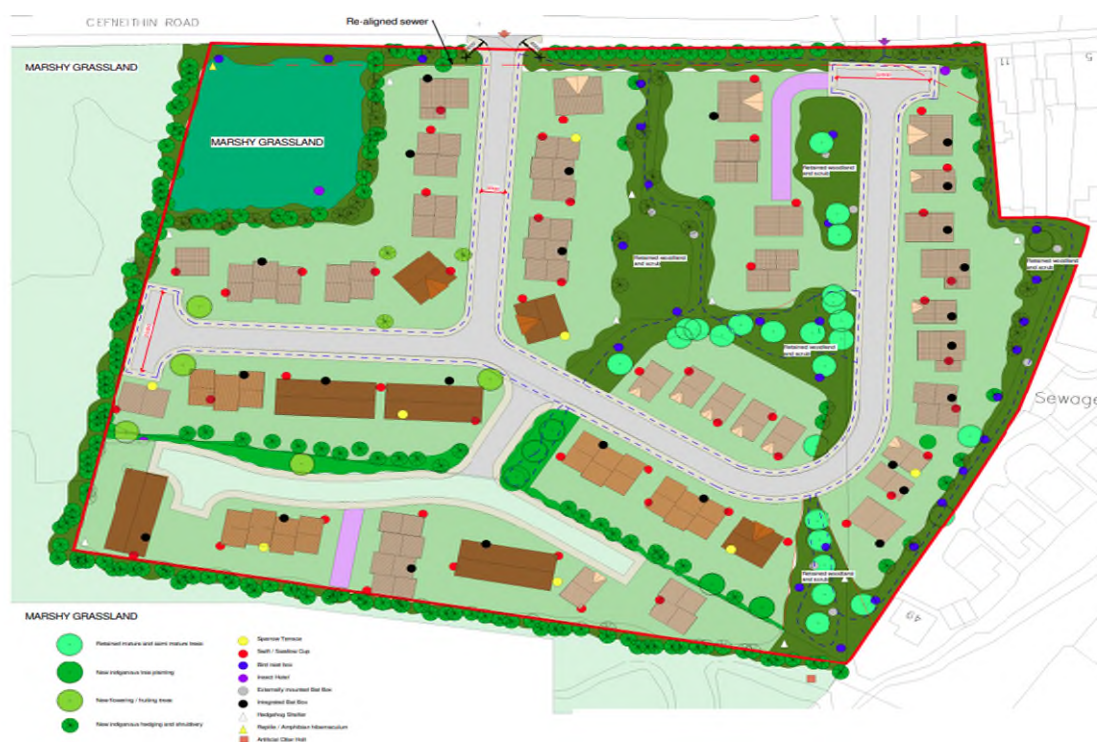 CEFNEITHIN ROAD
Re-aligned sewer
MARSHY GRASSLAND
11
5
MARSHY GRASSLAND
Retained woodland
and scrub
Retained woodland
and scrub
Retained woodland
and scrub
Retained woodland
and scrub
Sewage
Retained woodland
and scrub
49
MARSHY GRASSLAND
Retained mature and semi mature trees
New indigenous tree planting
New flowering / fruiting trees
New indigenous hedging and shrubbery
Sparrow Terrace
Swift / Swallow Cup
Bird nest box
Insect Hotel
Externally mounted Bat Box
Integrated Bat Box
Hedgehog Shelter
Reptile / Amphibian hibernaculum
Artificial Otter Holt